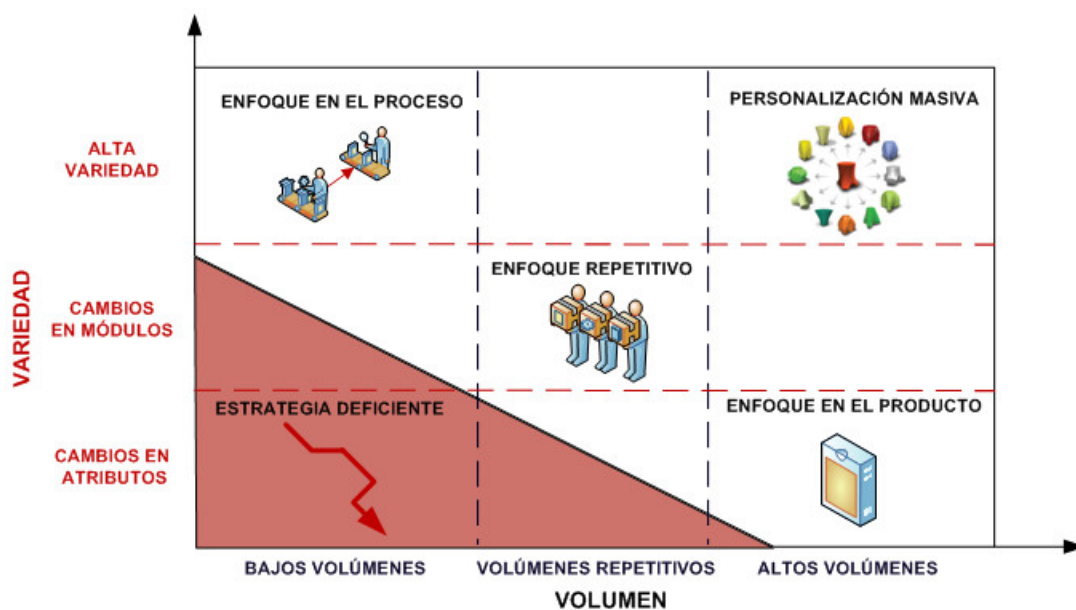 ENFOQUE EN EL PROCESO
PERSONALIZACIÓN MASIVA
ALTA
VARIEDAD
ENFOQUE REPETITIVO
VARIEDAD
CAMBIOS
EN MÓDULOS
ESTRATEGIA DEFICIENTE
ENFOQUE EN EL PRODUCTO
CAMBIOS EN
ATRIBUTOS
BAJOS VOLÚMENES
VOLÚMENES REPETITIVOS
ALTOS VOLÚMENES
VOLUMEN